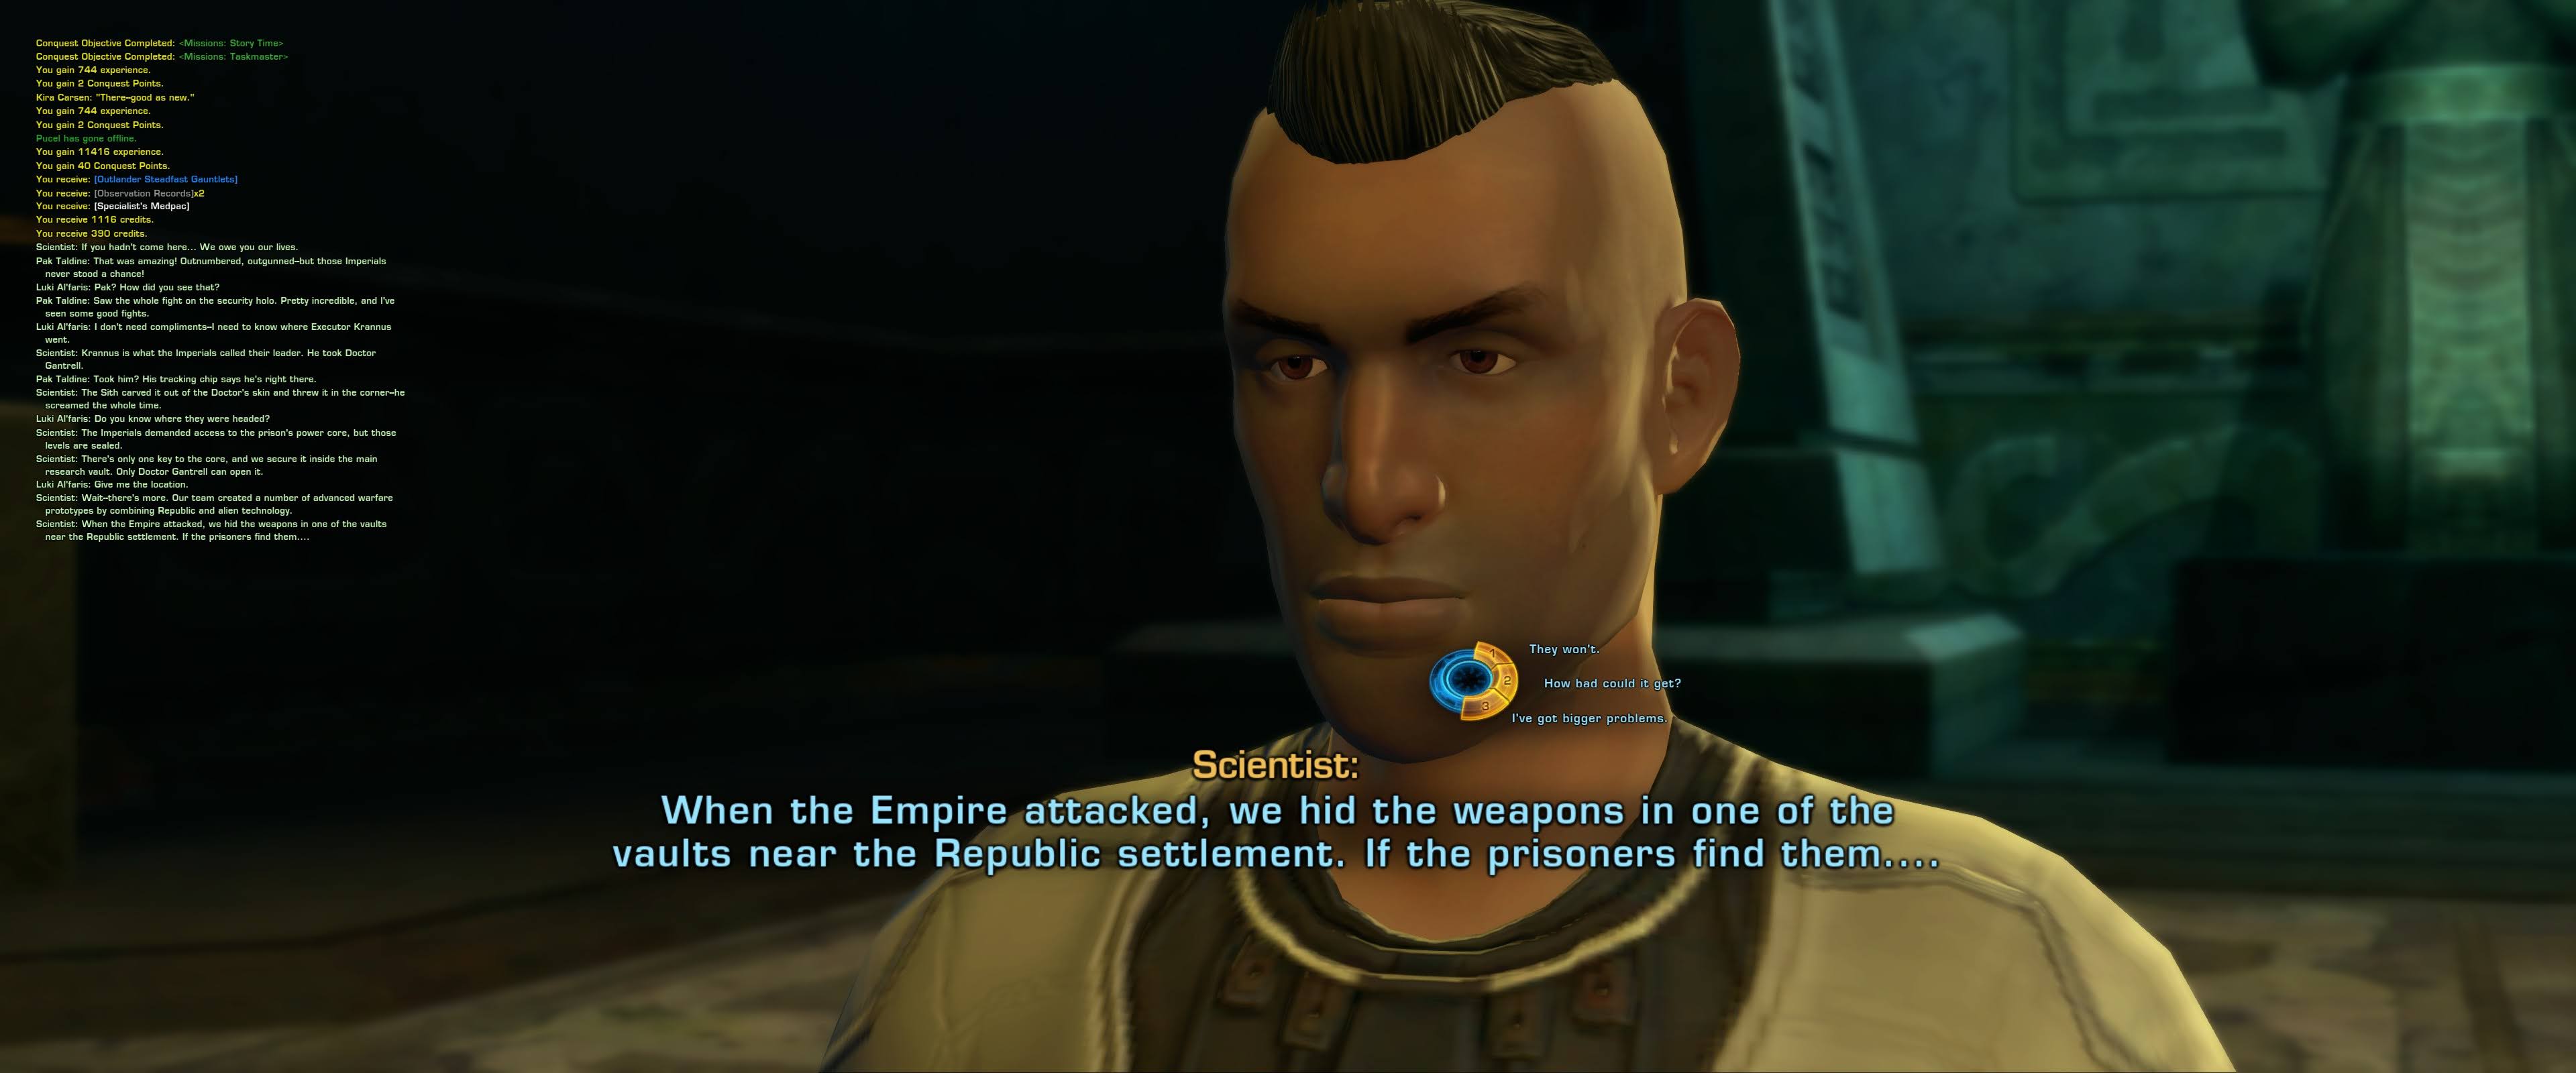 Conquest Objective Completed: <Missions: Story Time>
Conquest Objective Completed: <Missions: Taskmaster>
You gain 744 experience.
You gain 2 Conquest Points.
Kira Carsen: "There—good as new."
You gain 744 experience.
You gain 2 Conquest Points.
Pucel has gone offline.
You gain 11416 experience.
You gain 40 Conquest Points.
You receive: [Outlander Steadfast Gauntlets]
You receive: [Observation Records]x2
You receive: [Specialist's Medpac]
You receive 1116 credits.
You receive 390 credits.
Scientist: If you hadn't come here... We owe you our lives.
Pak Taldine: That was amazing! Outnumbered, outgunned—but those Imperials
never stood a chance!
Luki Al'faris: Pak? How did you see that?
Pak Taldine: Saw the whole fight on the security holo. Pretty incredible, and I've
seen some good fights.
Luki Al'faris: I don't need compliments—I need to know where Executor Krannus
went.
Scientist: Krannus is what the Imperials called their leader. He took Doctor
Gantrell.
Pak Taldine: Took him? His tracking chip says he's right there.
Scientist: The Sith carved it out of the Doctor's skin and threw it in the corner—he
screamed the whole time.
Luki Al'faris: Do you know where they were headed?
Scientist: The Imperials demanded access to the prison's power core, but those
levels are sealed.
Scientist: There's only one key to the core, and we secure it inside the main
research vault. Only Doctor Gantrell can open it.
Luki Al'faris: Give me the location.
Scientist: Wait—there's more. Our team created a number of advanced warfare
prototypes by combining Republic and alien technology.
Scientist: When the Empire attacked, we hid the weapons in one of the vaults
near the Republic settlement. If the prisoners find them....
1 They won't.
2 How bad could it get?
3 I've got bigger problems.
Scientist:
When the Empire attacked, we hid the weapons in one of the
vaults near the Republic settlement. If the prisoners find them....